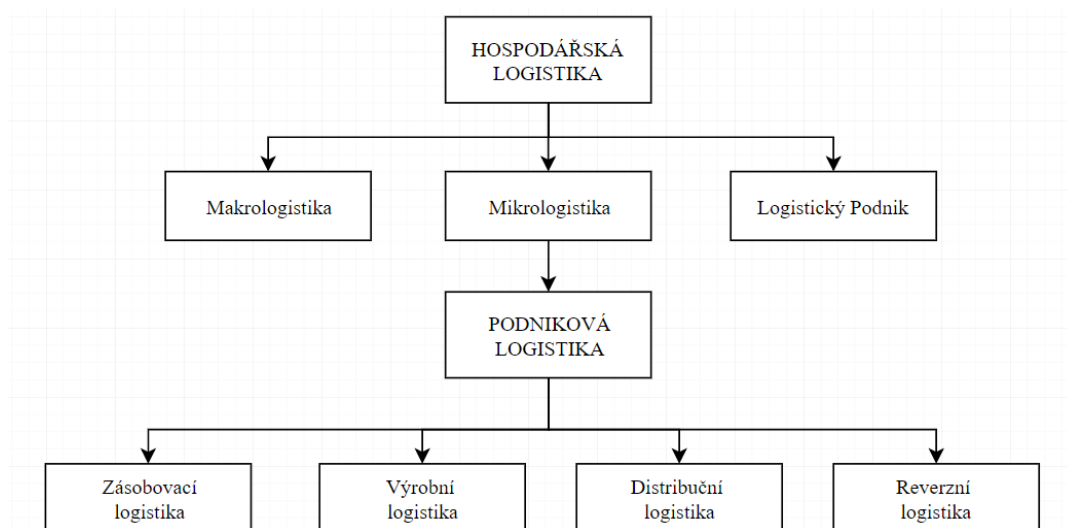 HOSPODÁŘSKÁ
LOGISTIKA
Makrologistika
Mikrologistika
Logistický Podnik
PODNIKOVÁ
LOGISTIKA
Zásobovací
logistika
Výrobní
logistika
Distribuční
logistika
Reverzní
logistika